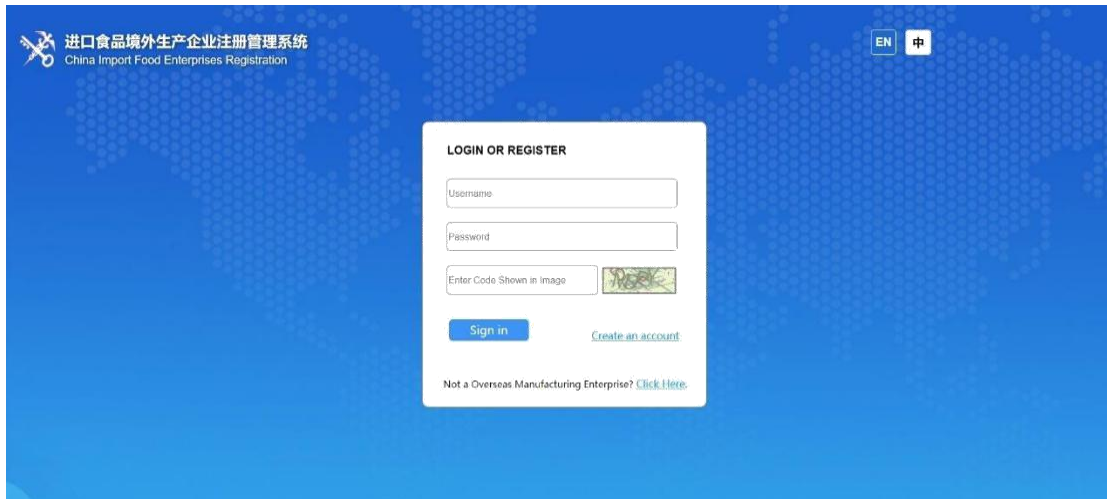 进口食品境外生产企业注册管理系统
China Import Food Enterprises Registration
EN 中
LOGIN OR REGISTER
Username
Password
Enter Code Shown in Image
Sign in
Create an account
Not a Overseas Manufacturing Enterprise? Click Here.